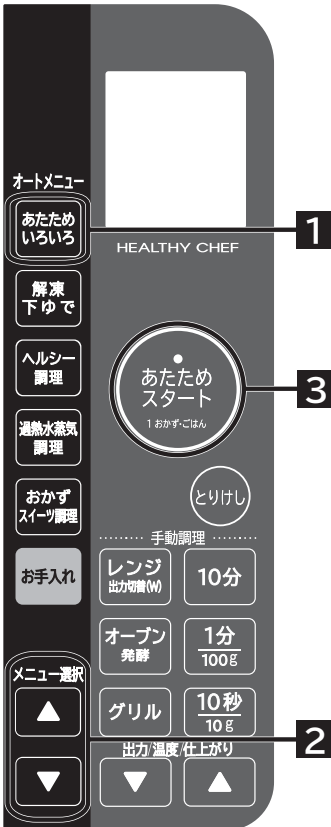 オートメニュー
あたため
いろいろ
1
HEALTHY CHEF
解凍
下ゆで
ヘルシー
調理
あたため
スタート
1 おかず・ごはん
3
過熱水蒸気
調理
おかず
スイーツ調理
とりけし
手動調理
お手入れ
レンジ
出力切替(W)
10分
オーブン
発酵
1分
100g
メニュー選択
▲
グリル
10秒
10g
2
出力/温度/仕上がり
▼
▼
▲